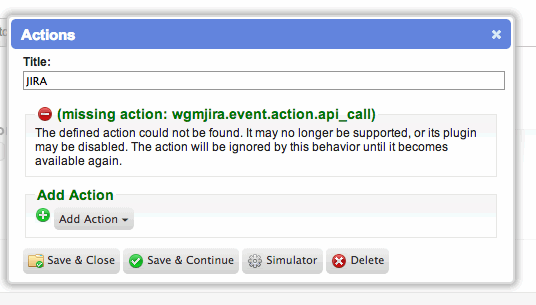 Actions
Title:
JIRA
(missing action: wgmjira.event.action.api_call)
The defined action could not be found. It may no longer be supported, or its plugin
may be disabled. The action will be ignored by this behavior until it becomes
available again.
Add Action
Add Action
Save & Close Save & Continue Simulator Delete